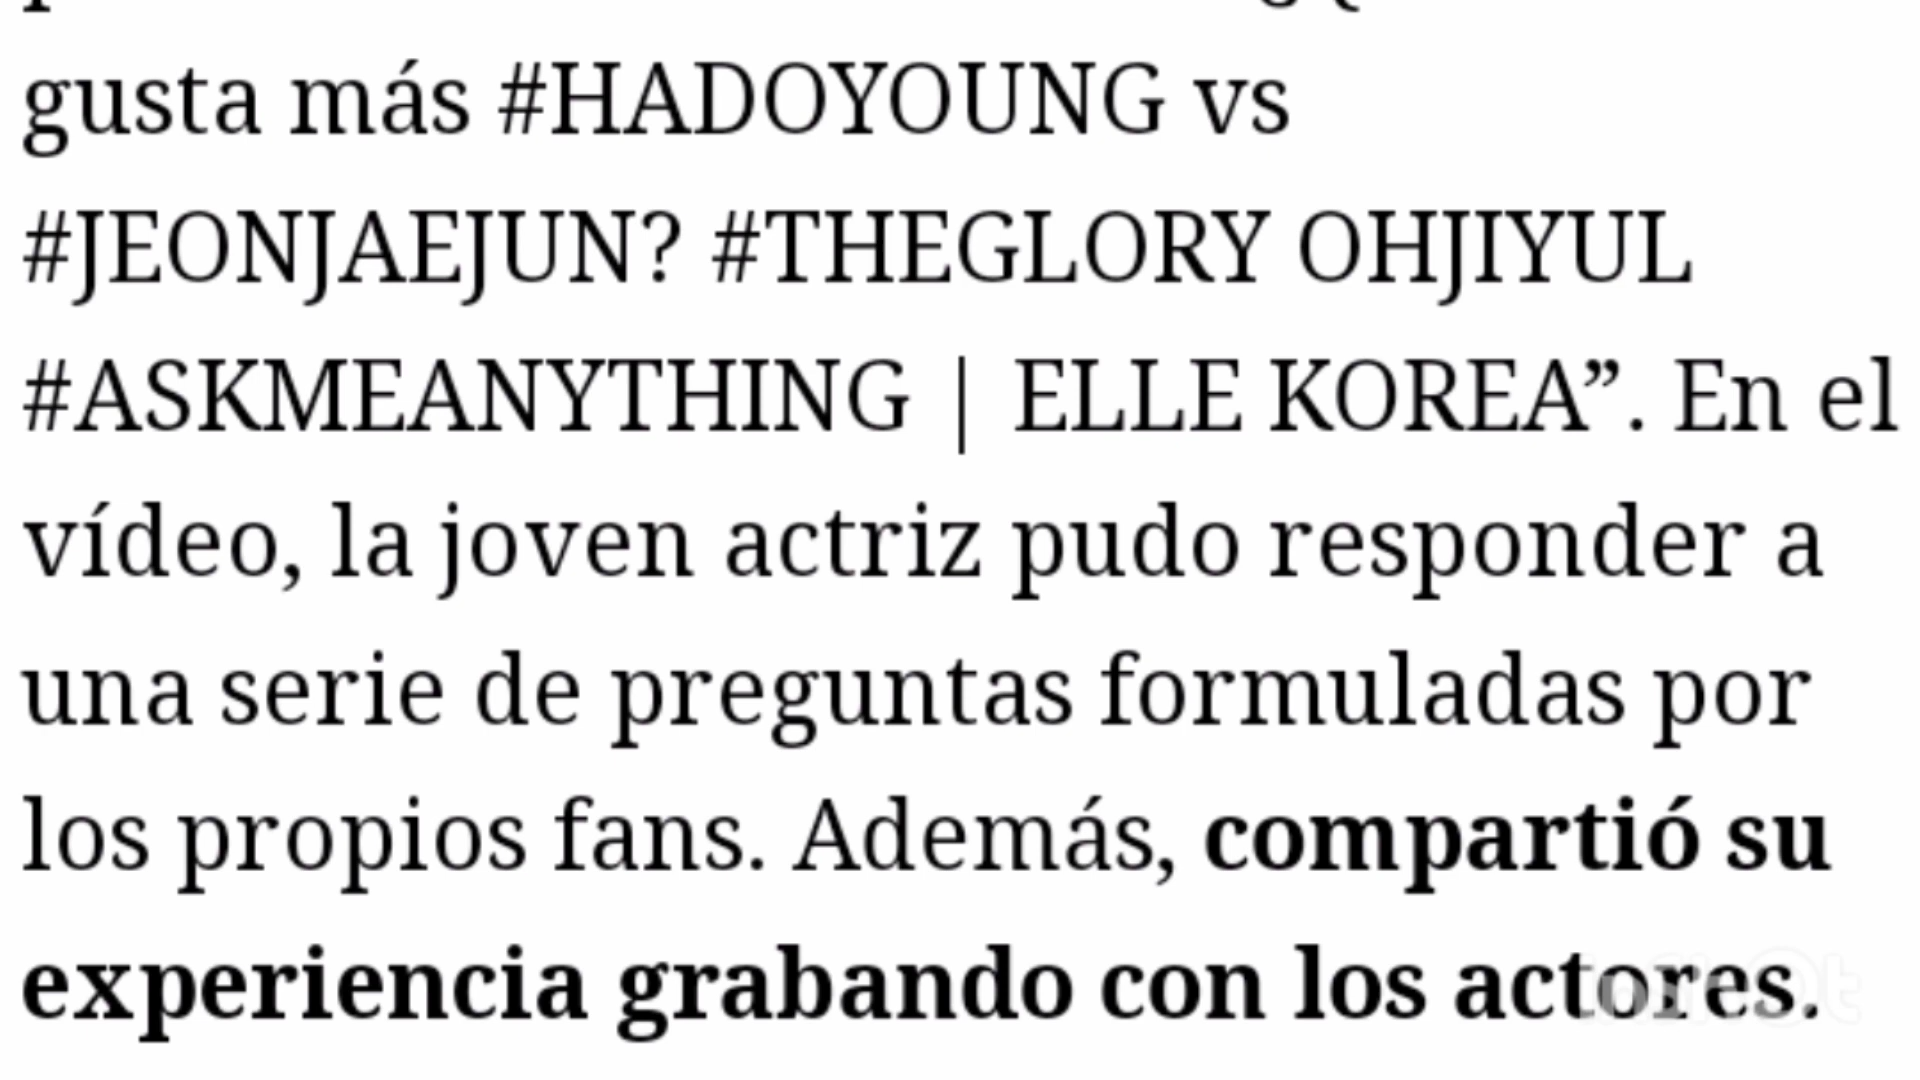 gusta más #HADOYOUNG vs
#JEONJAEJUN? #THEGLORY OHJIYUL
#ASKMEANYTHING | ELLE KOREA”. En el
vídeo, la joven actriz pudo responder a
una serie de preguntas formuladas por
los propios fans. Además, compartió su
experiencia grabando con los actores.
InShOt